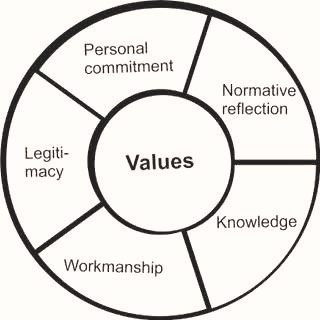 Personal
commitment
Normative
reflection
Legiti-
macy
Values
Knowledge
Workmanship